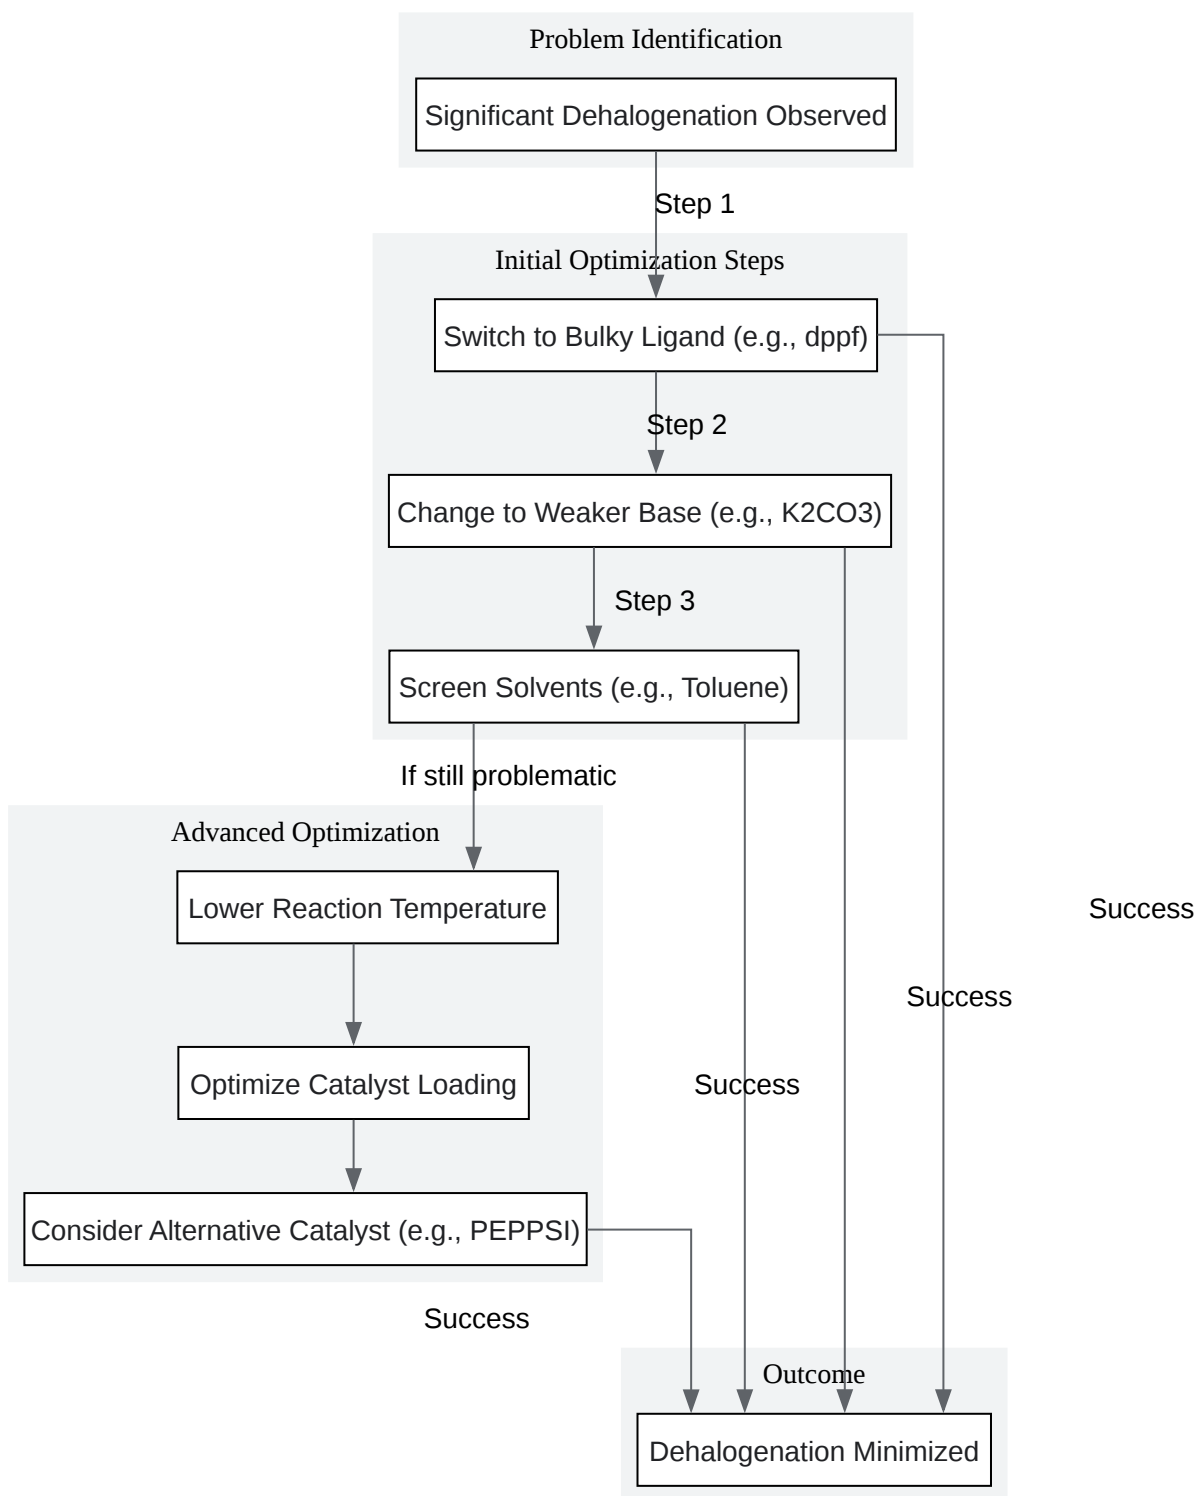 Problem Identification
Significant Dehalogenation Observed
Step 1
Initial Optimization Steps
Switch to Bulky Ligand (e.g., dppf)
Step 2
Change to Weaker Base (e.g., K2CO3)
Step 3
Screen Solvents (e.g., Toluene)
If still problematic
Advanced Optimization
Lower Reaction Temperature
Success
Success
Optimize Catalyst Loading
Success
Consider Alternative Catalyst (e.g., PEPPSI)
Success
Outcome
Dehalogenation Minimized